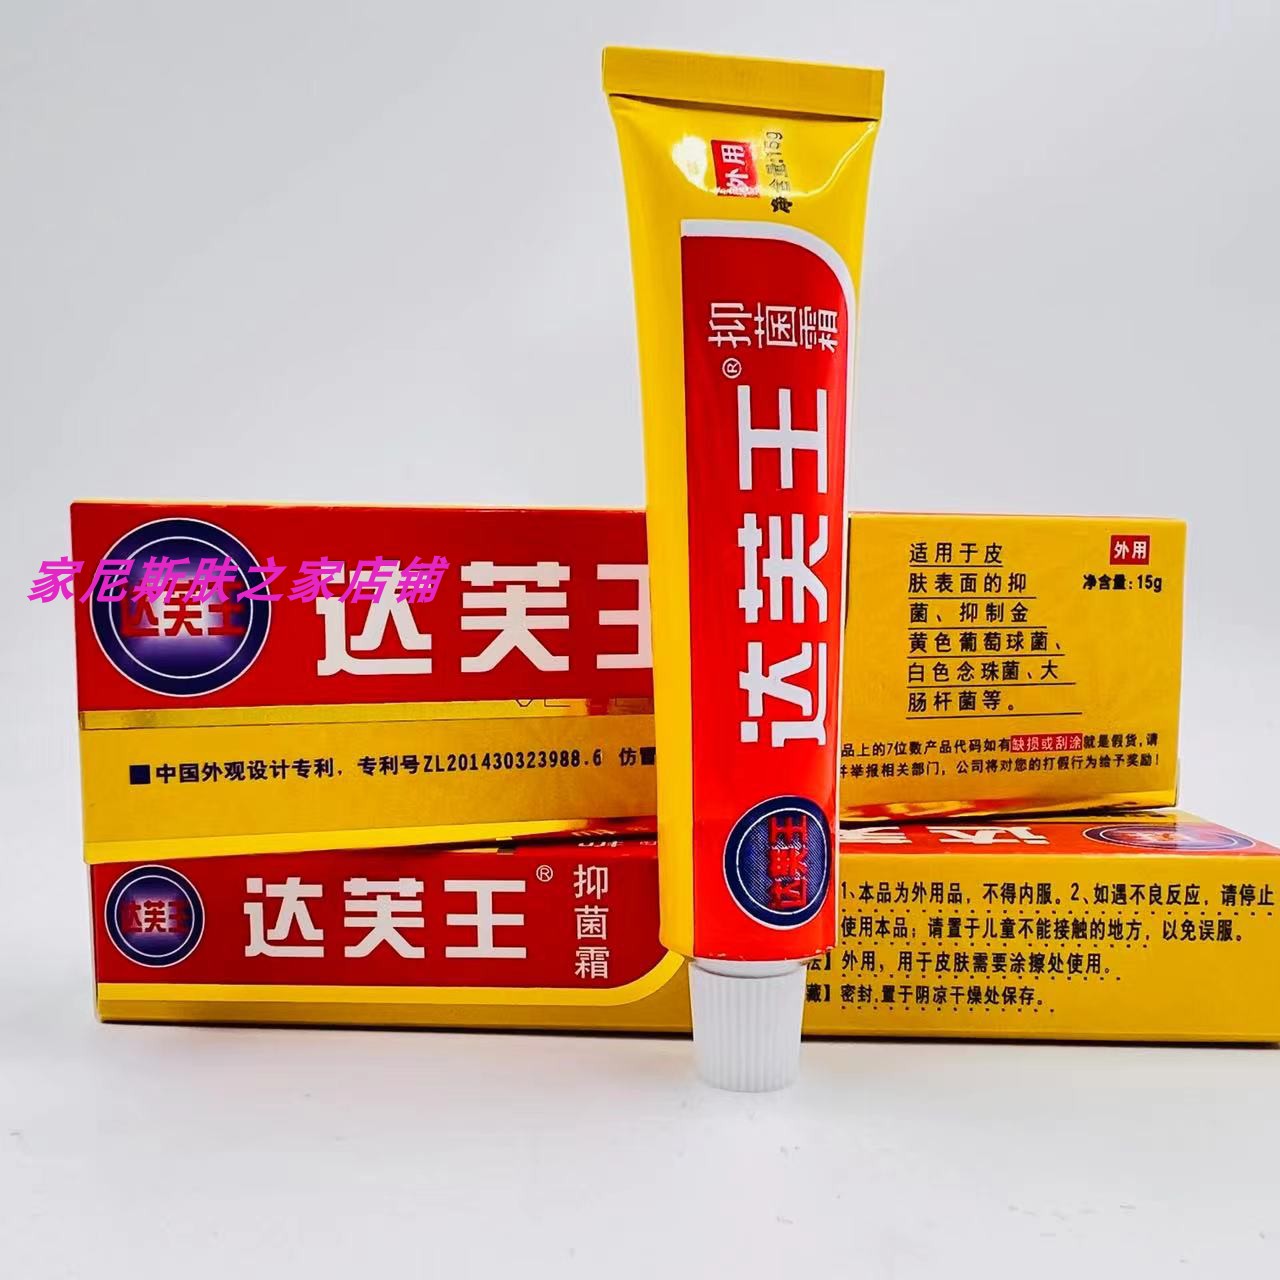 外用
净含量:15g
抑菌霜
达芙王®
达芙王
家尼斯肤之家店铺
达芙王
达芙王
■中国外观设计专利，专利号ZL201430323988.6 仿冒
适用于皮
肤表面的抑
菌、抑制金
黄色葡萄球菌、
白色念珠菌、大
肠杆菌等。
外用
净含量:15g
品上的7位数产品代码如有缺损或刮涂就是假货,请
并举报相关部门，公司将对您的打假行为给予奖励!
达芙王
达芙王®
抑菌霜
1、本品为外用品，不得内服。2、如遇不良反应，请停止
使用本品；请置于儿童不能接触的地方，以免误服。
】外用，用于皮肤需要涂擦处使用。
藏】密封,置于阴凉干燥处保存。